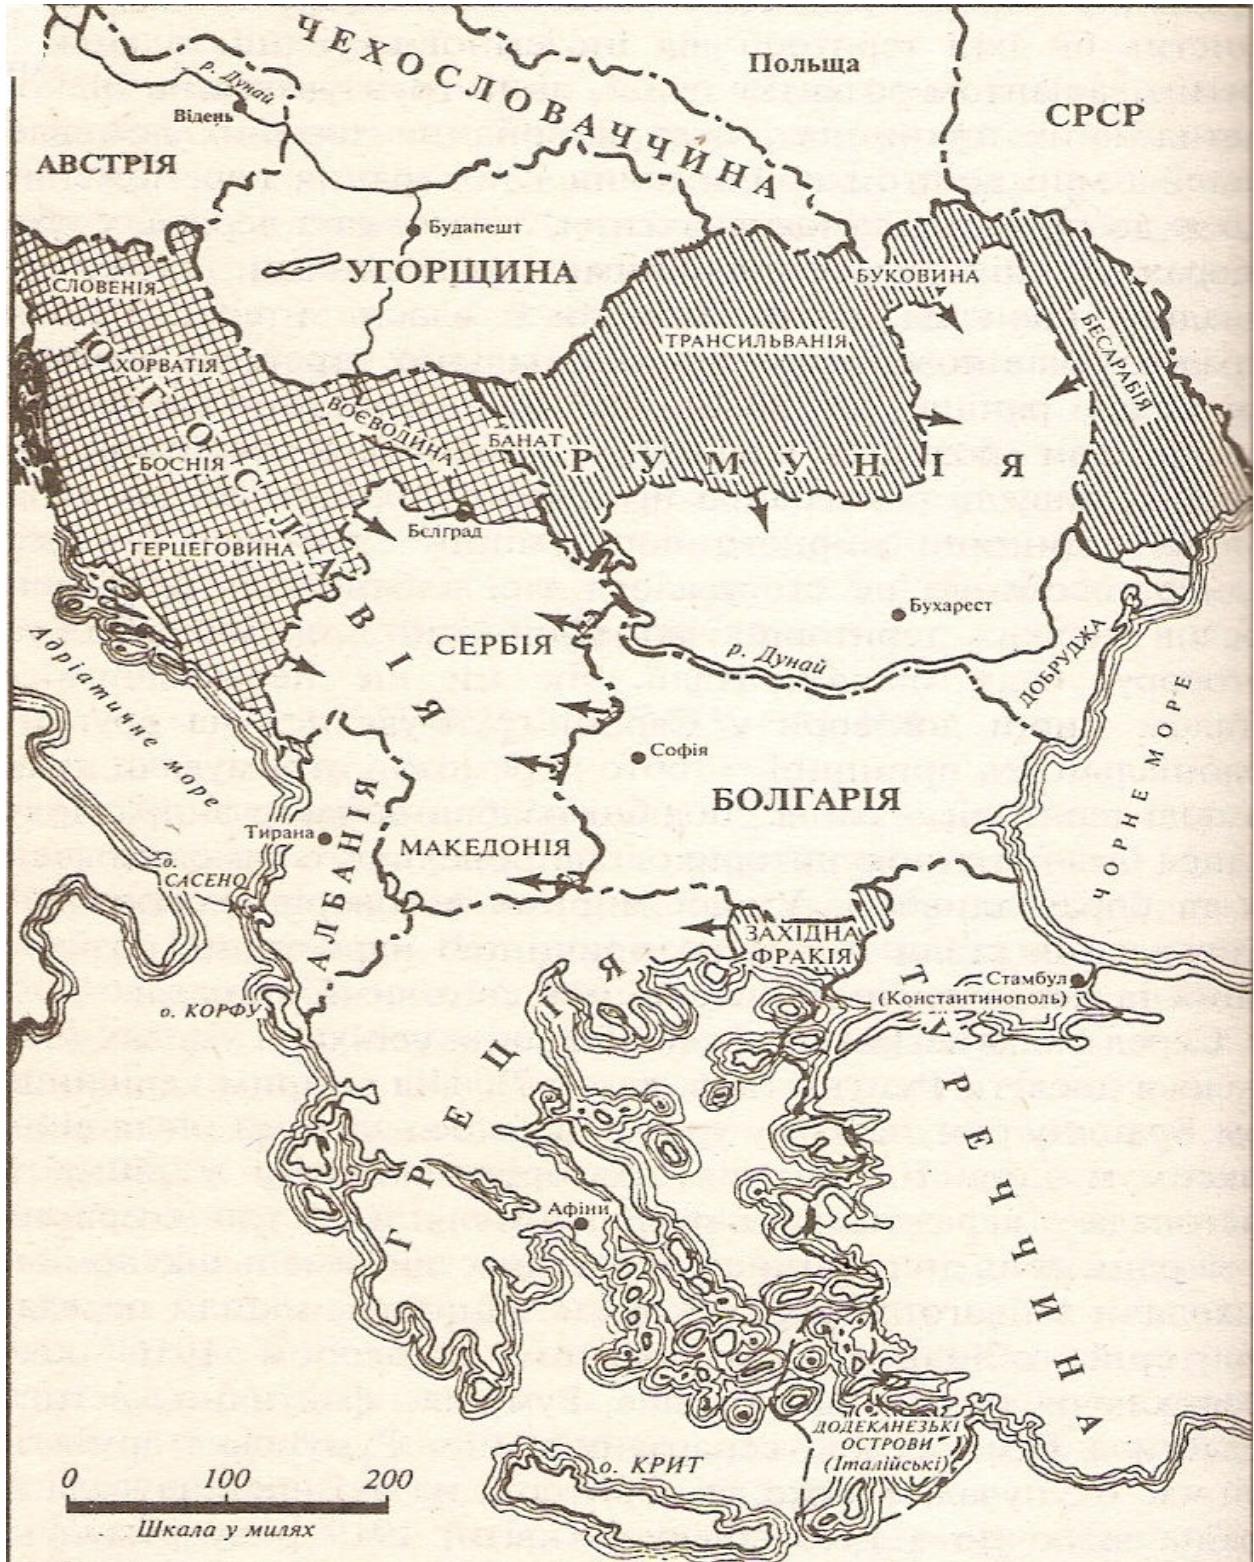 ЧЕХОСЛОВАЧЧИНА
Польща
СРСР
р. Дунай
Відень
АВСТРІЯ
Будапешт
УГОРЩИНА
БУКОВИНА
СЛОВЕНІЯ
ЮГОСЛАВІЯ
ХОРВАТІЯ
ТРАНСИЛЬВАНІЯ
БЕСАРАБІЯ
ВОЄВОДИНА
БАНАТ
РУМУНІЯ
БОСНІЯ
Бєлград
ГЕРЦЕГОВИНА
Бухарест
СЕРБІЯ
р. Дунай
ДОБРУДЖА
Адріатичне море
Софія
БОЛГАРІЯ
ЧОРНЕ МОРЕ
Тирана
АЛБАНІЯ
МАКЕДОНІЯ
о.
САСЕНО
ЗАХІДНА
ФРАКІЯ
Стамбул
(Константинополь)
о. КОРФУ
ГРЕЦІЯ
ТУРЕЧЧИНА
Афіни
ДОДЕКАНЕЗЬКІ
ОСТРОВИ
(Італійські)
о. КРИТ
0 100 200
Шкала у милях